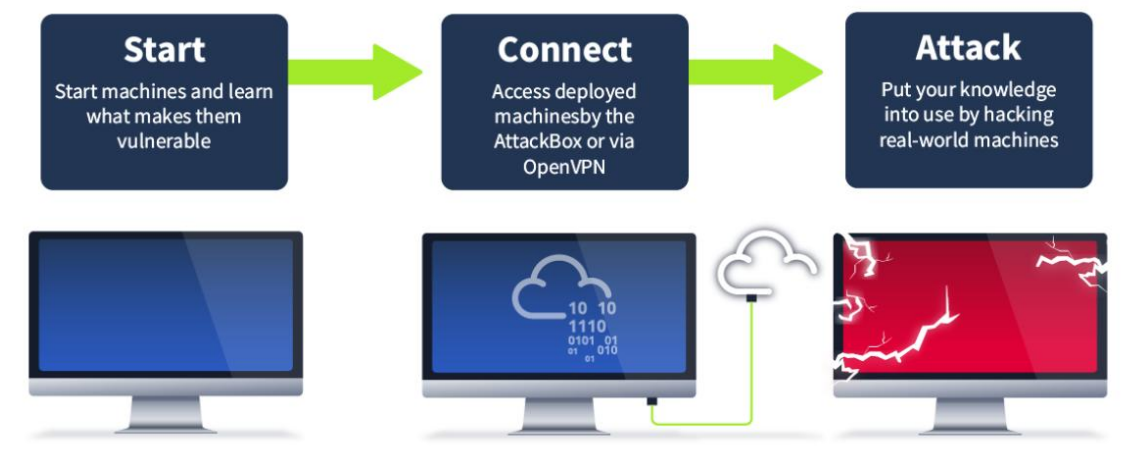 Start
Start machines and learn
what makes them
vulnerable
Connect
Access deployed
machinesby the
AttackBox or via
OpenVPN
Attack
Put your knowledge
into use by hacking
real-world machines
10 10
1110
0101 01
01 010
01